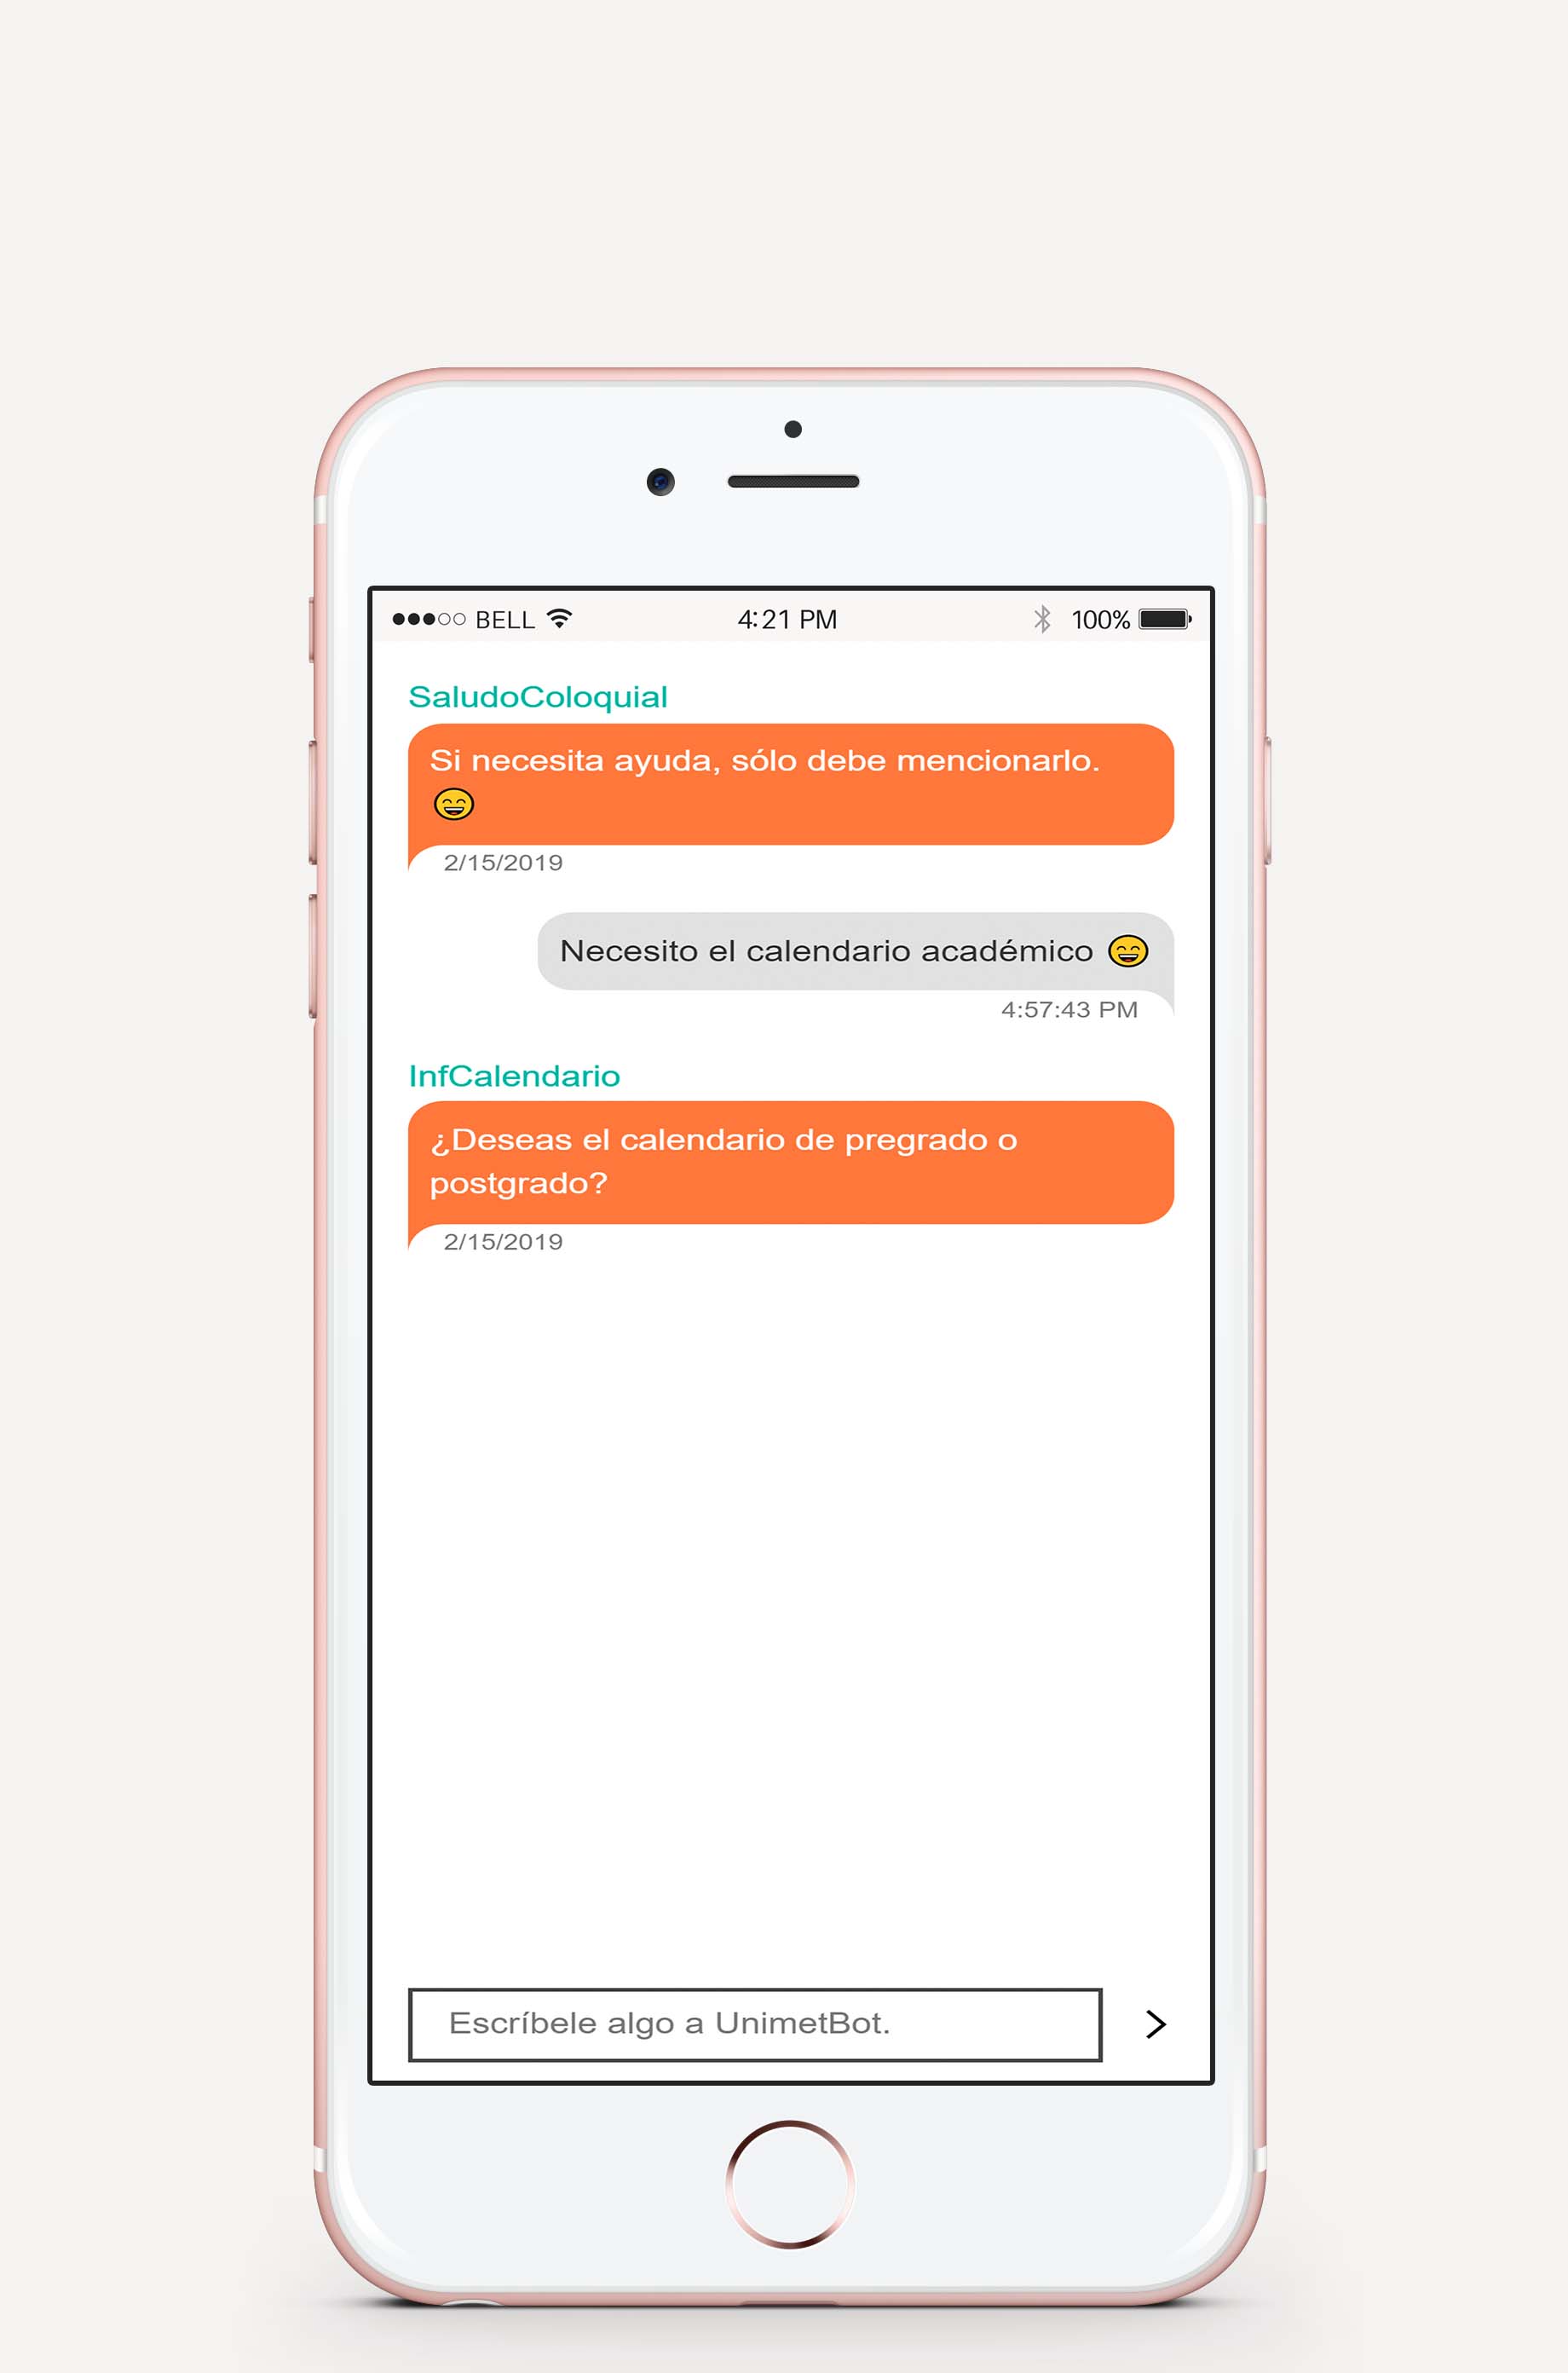 BELL 4:21 PM 100%
SaludoColoquial
Si necesita ayuda, sólo debe mencionarlo.
😄
2/15/2019
Necesito el calendario académico 😄
4:57:43 PM
InfCalendario
¿Deseas el calendario de pregrado o
postgrado?
2/15/2019
Escríbele algo a UnimetBot.